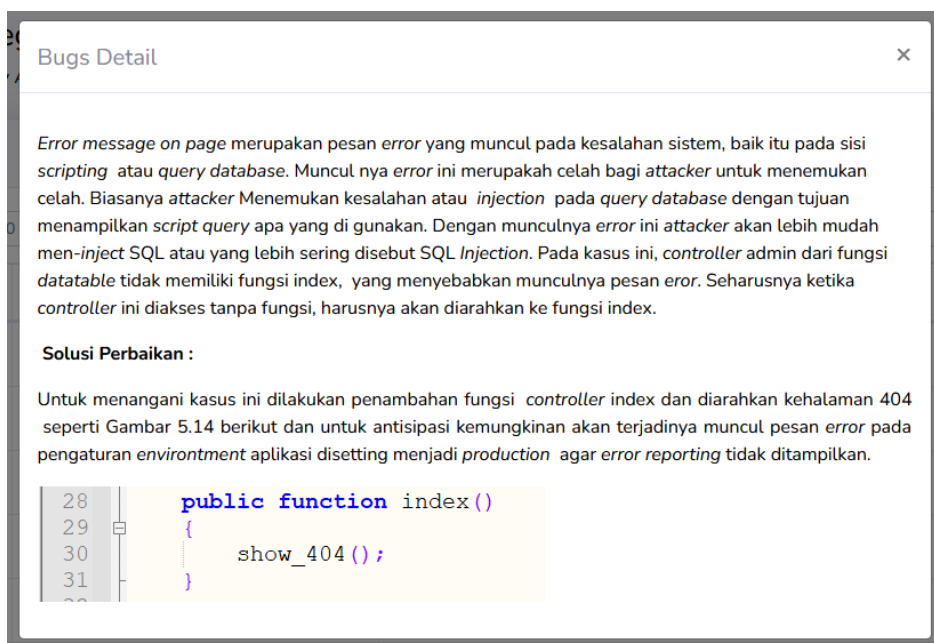 Bugs Detail ×
Error message on page merupakan pesan error yang muncul pada kesalahan sistem, baik itu pada sisi
scripting atau query database. Muncul nya error ini merupakah celah bagi attacker untuk menemukan
celah. Biasanya attacker Menemukan kesalahan atau injection pada query database dengan tujuan
menampilkan script query apa yang di gunakan. Dengan munculnya error ini attacker akan lebih mudah
men-inject SQL atau yang lebih sering disebut SQL Injection. Pada kasus ini, controller admin dari fungsi
datatable tidak memiliki fungsi index, yang menyebabkan munculnya pesan eror. Seharusnya ketika
controller ini diakses tanpa fungsi, harusnya akan diarahkan ke fungsi index.
Solusi Perbaikan :
Untuk menangani kasus ini dilakukan penambahan fungsi controller index dan diarahkan kehalaman 404
seperti Gambar 5.14 berikut dan untuk antisipasi kemungkinan akan terjadinya muncul pesan error pada
pengaturan environtment aplikasi disetting menjadi production agar error reporting tidak ditampilkan.
28 public function index()
29 {
30 show_404();
31 }